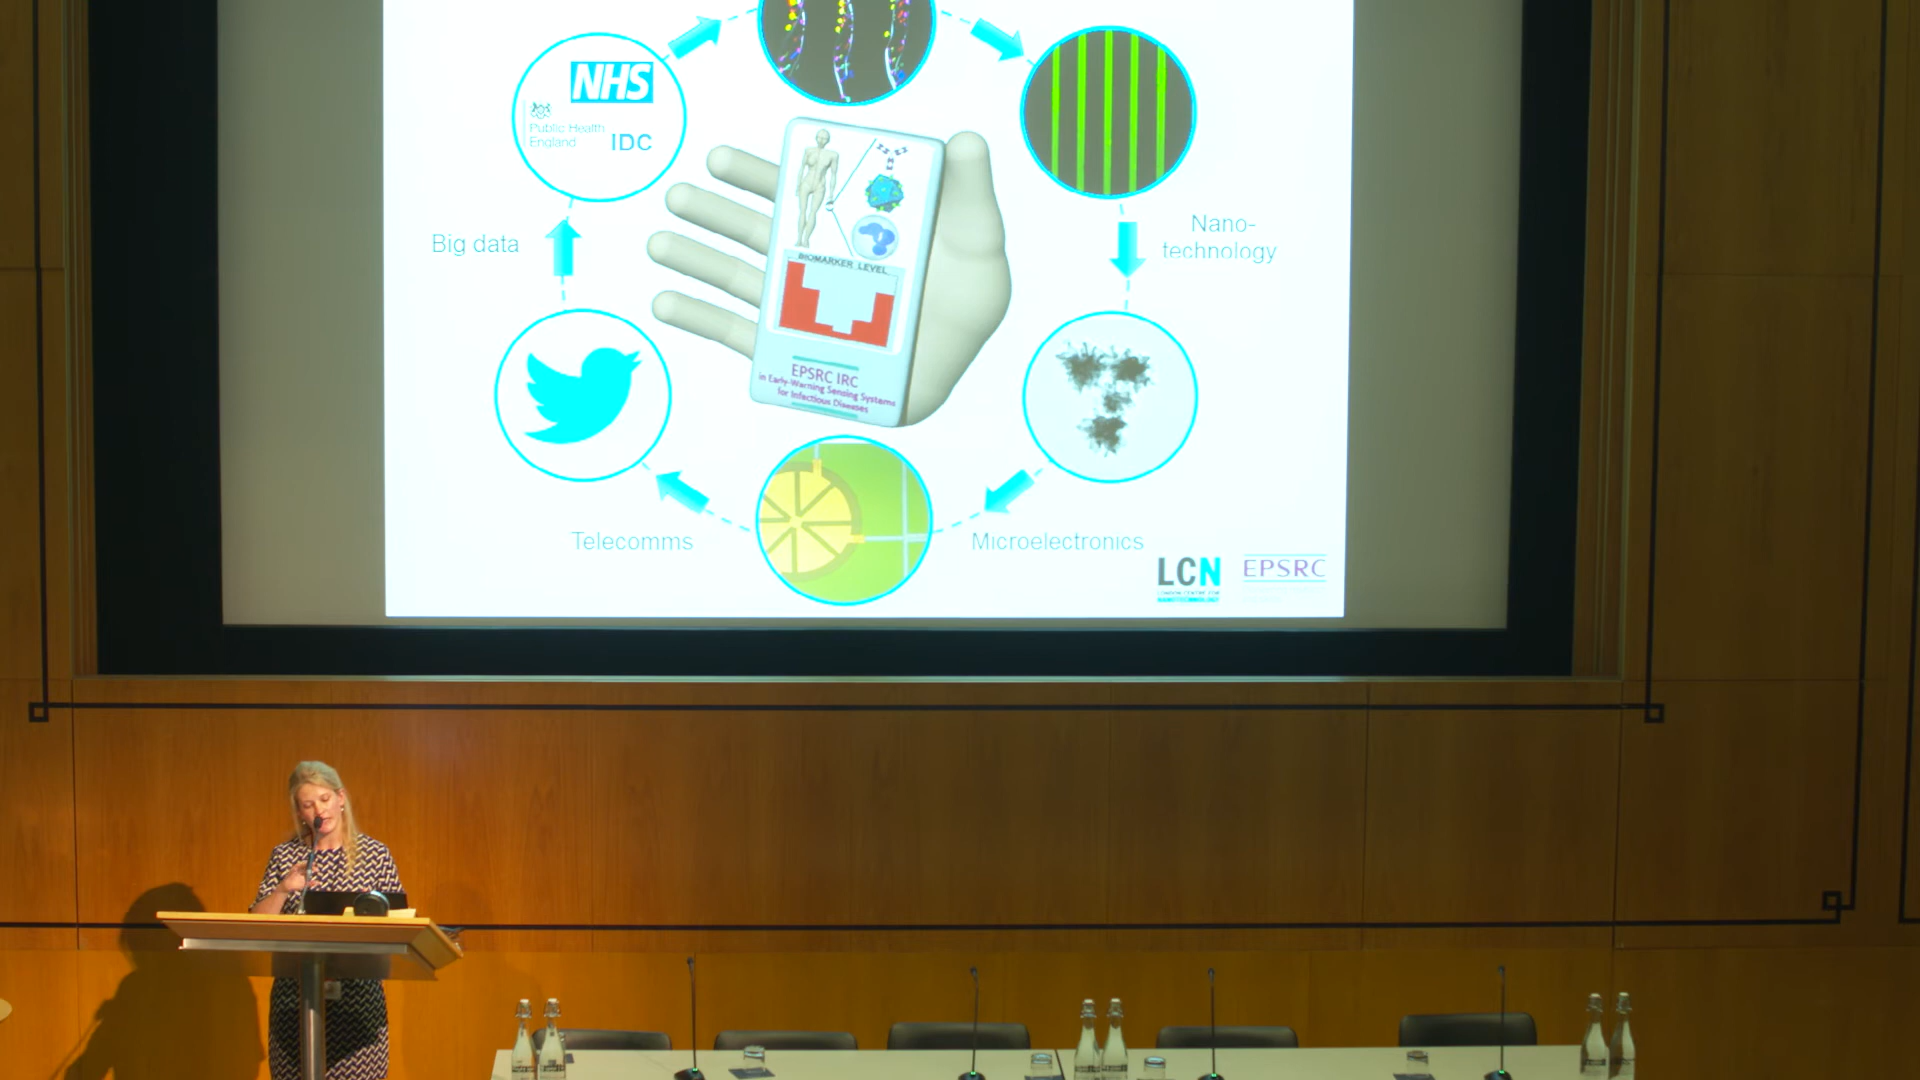 NHS
Public Health
England
IDC
Big data
Nano-
technology
BIOMARKER LEVEL
EPSRC IRC
in Early-Warning Sensing Systems
for Infectious Diseases
Telecomms
Microelectronics
LCN
EPSRC